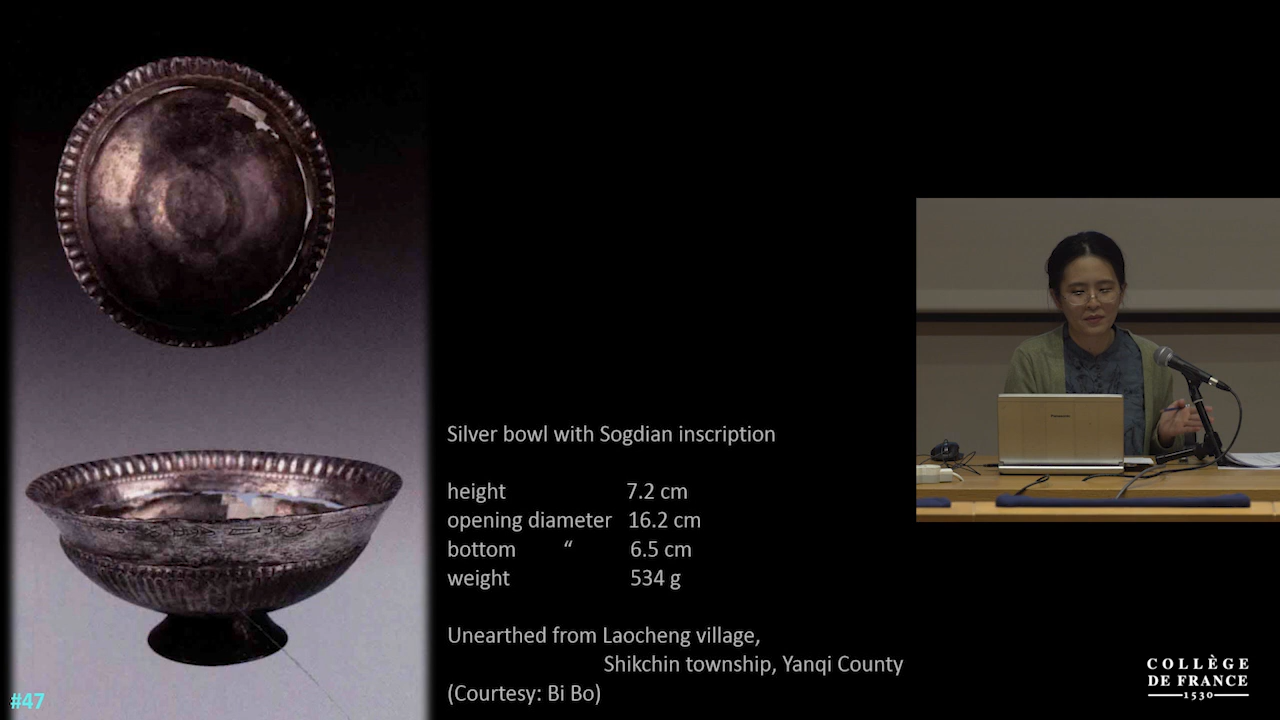 Silver bowl with Sogdian inscription
height 7.2 cm
opening diameter 16.2 cm
bottom “ 6.5 cm
weight 534 g
Unearthed from Laocheng village,
Shikchin township, Yanqi County
(Courtesy: Bi Bo)
#47
Panasonic
COLLÈGE
DE FRANCE
1530